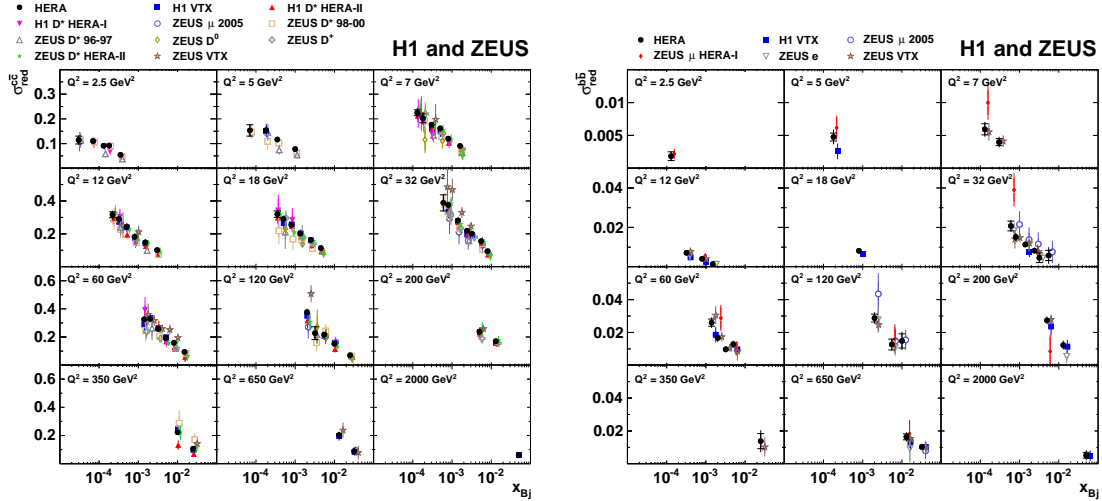 HERA H1 VTX H1 D* HERA-II
H1 D* HERA-I ZEUS μ 2005 ZEUS D* 98-00
ZEUS D* 96-97 ZEUS D⁰ ZEUS D⁺
ZEUS D* HERA-II ZEUS VTX
H1 and ZEUS
σ_red^cc̄
Q² = 2.5 GeV² Q² = 5 GeV² Q² = 7 GeV²
0.3
0.2
0.1
Q² = 12 GeV² Q² = 18 GeV² Q² = 32 GeV²
0.4
0.2
Q² = 60 GeV² Q² = 120 GeV² Q² = 200 GeV²
0.6
0.4
0.2
Q² = 350 GeV² Q² = 650 GeV² Q² = 2000 GeV²
0.6
0.4
0.2
10⁻⁴ 10⁻³ 10⁻² 10⁻⁴ 10⁻³ 10⁻² 10⁻⁴ 10⁻³ 10⁻²
x_Bj
HERA H1 VTX ZEUS μ 2005
ZEUS μ HERA-I ZEUS e ZEUS VTX
H1 and ZEUS
σ_red^bb̄
Q² = 2.5 GeV² Q² = 5 GeV² Q² = 7 GeV²
0.01
0.005
Q² = 12 GeV² Q² = 18 GeV² Q² = 32 GeV²
0.04
0.02
Q² = 60 GeV² Q² = 120 GeV² Q² = 200 GeV²
0.04
0.02
Q² = 350 GeV² Q² = 650 GeV² Q² = 2000 GeV²
0.04
0.02
10⁻⁴ 10⁻³ 10⁻² 10⁻⁴ 10⁻³ 10⁻² 10⁻⁴ 10⁻³ 10⁻²
x_Bj